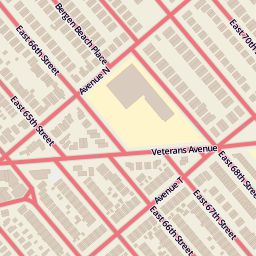 Bergen Beach Place
East 66th Street
East 70th
Avenue N
East 65th Street
Veterans Avenue
East 68th Street
Avenue T
East 67th Street
East 66th Street